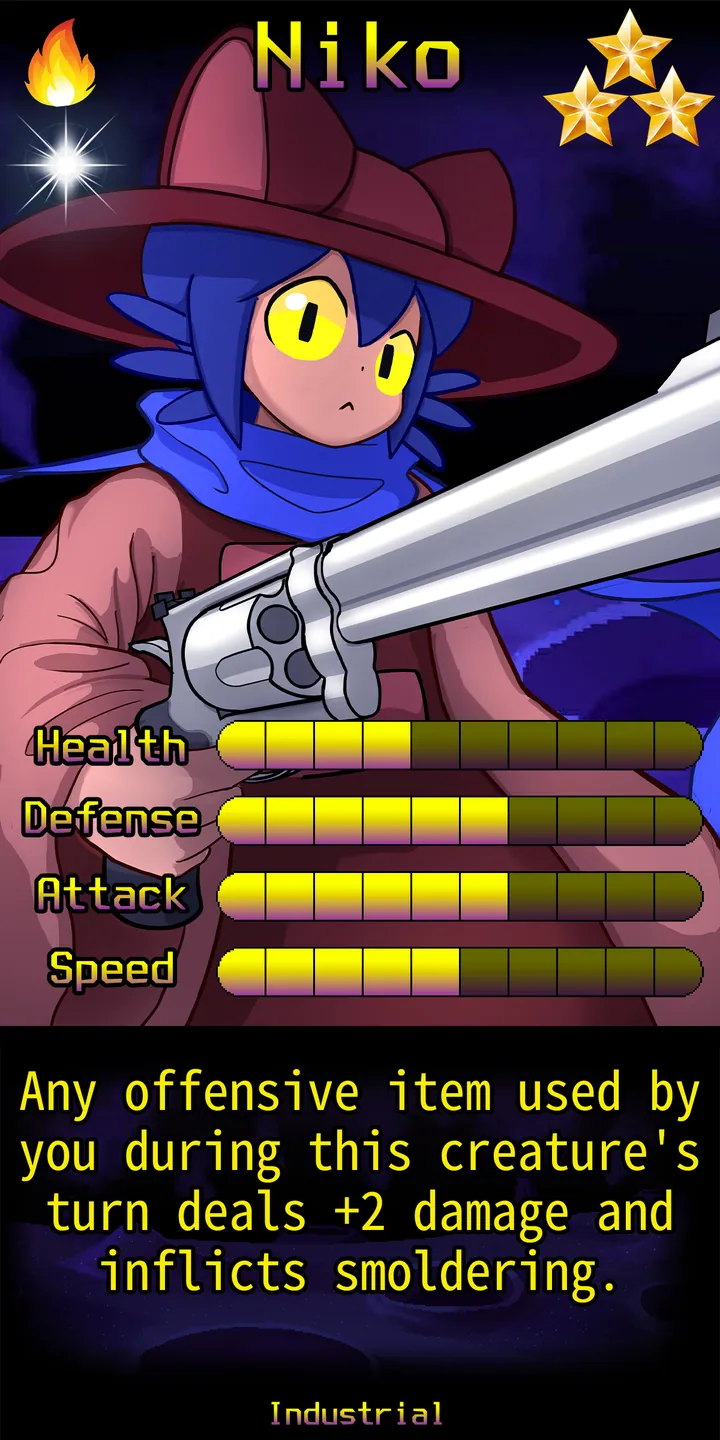 Niko
Health
Defense
Attack
Speed
Any offensive item used by
you during this creature's
turn deals +2 damage and
inflicts smoldering.
Industrial